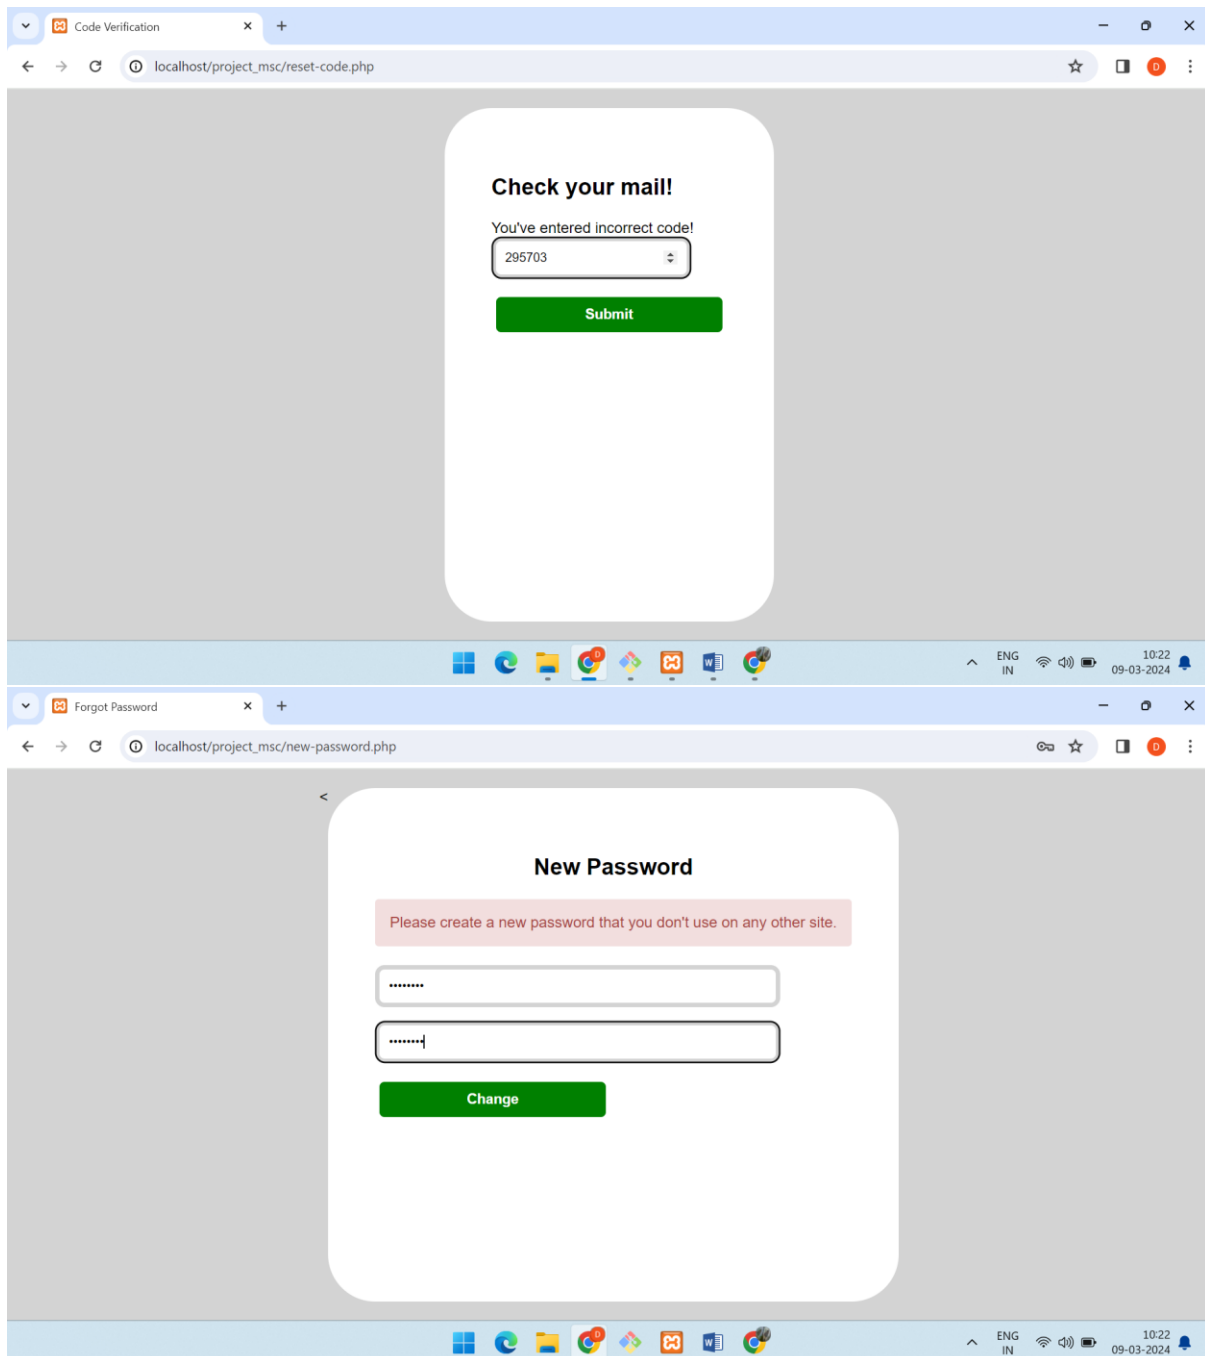 Code Verification
localhost/project_msc/reset-code.php
D
Check your mail!
You've entered incorrect code!
295703
Submit
D
W
ENG
IN
10:22
09-03-2024
Forgot Password
localhost/project_msc/new-password.php
D
<
New Password
Please create a new password that you don't use on any other site.
••••••••
••••••••
Change
D
W
ENG
IN
10:22
09-03-2024